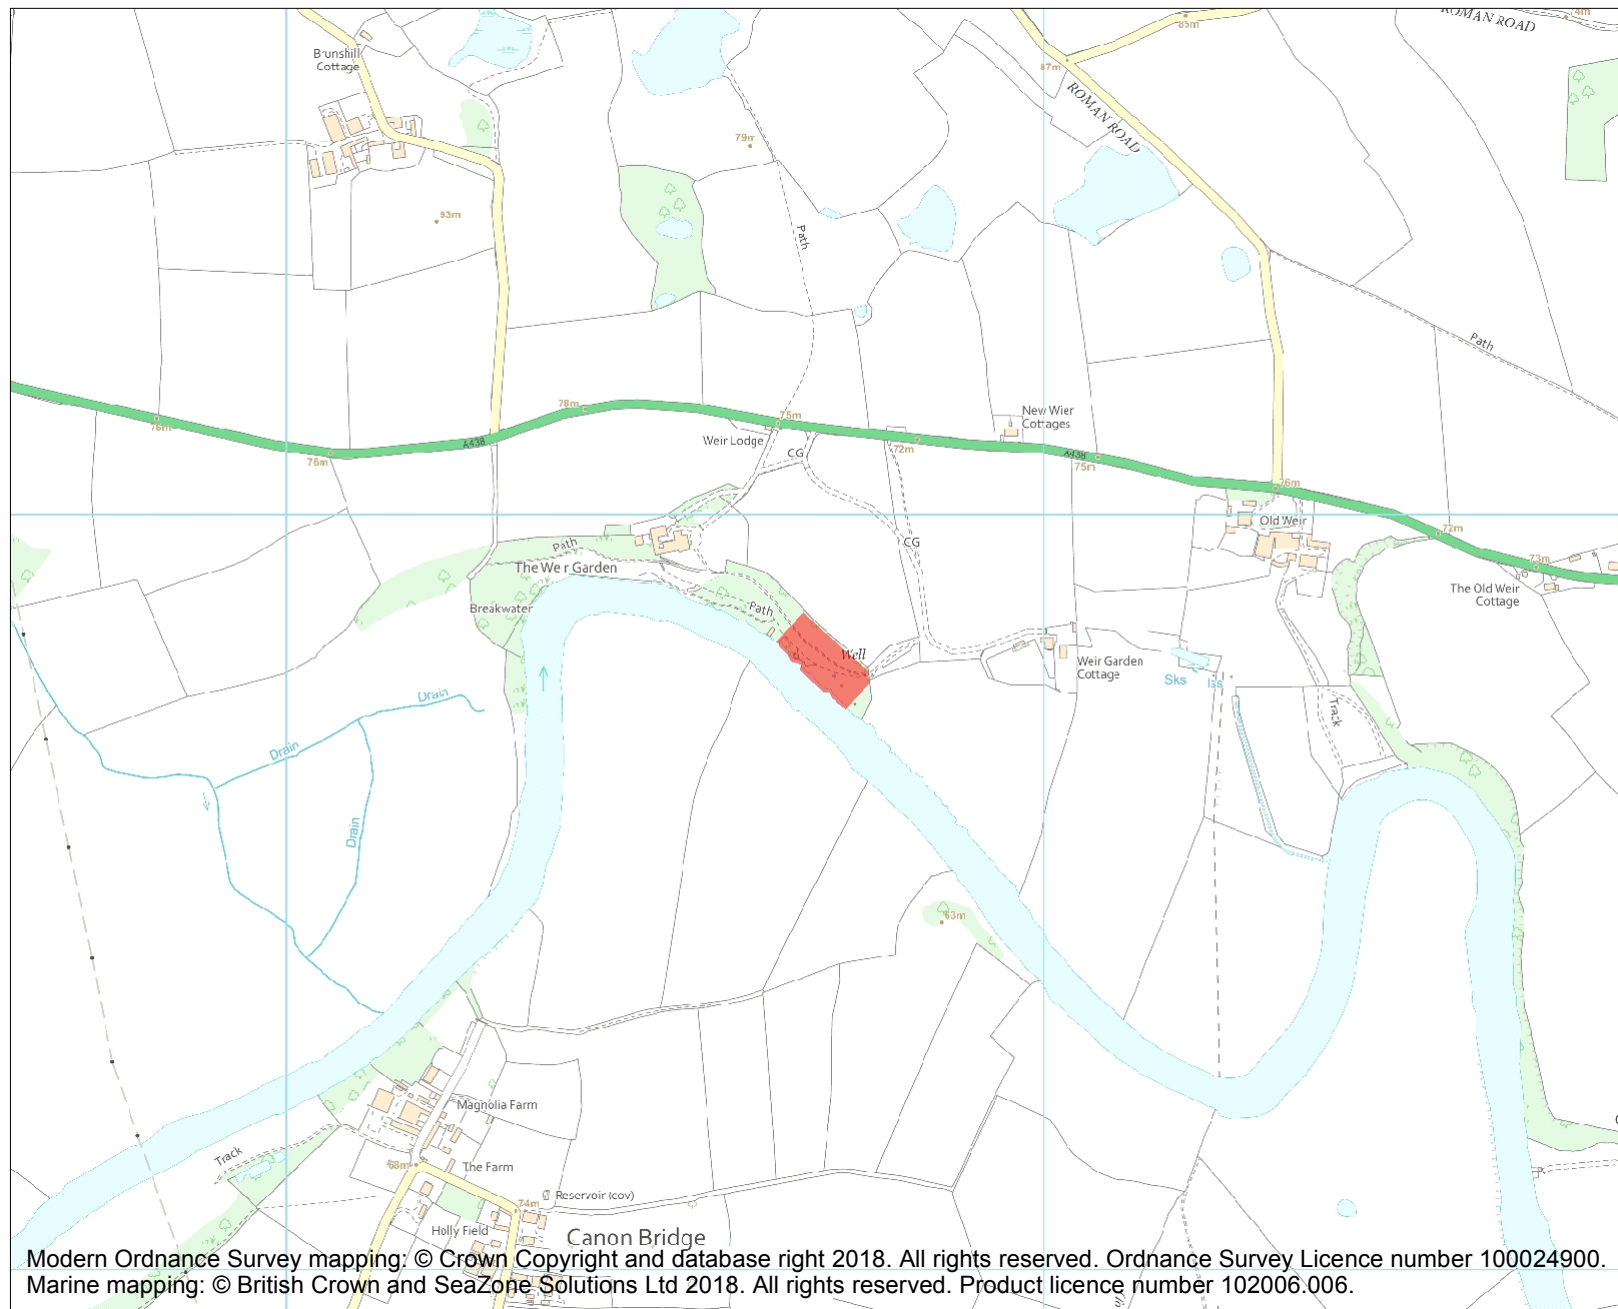 ROMAN ROAD
74m
85m
Brunshill
Cottage
87m
ROMAN ROAD
79m
93m
Path
Path
New Wier
Cottages
78m
75m
76m
A438
Weir Lodge
72m
A438
76m
75m
CG
76m
Old Weir
72m
CG
Path
The Weir Garden
73m
The Old Weir
Cottage
Breakwater
Path
Well
Weir Garden
Cottage
Sks
Iss
Drain
Track
Drain
Drain
63m
Magnolia Farm
Track
68m
The Farm
Reservoir (cov)
74m
Holly Field
Canon Bridge
Modern Ordnance Survey mapping: © Crown Copyright and database right 2018. All rights reserved. Ordnance Survey Licence number 100024900.
Marine mapping: © British Crown and SeaZone Solutions Ltd 2018. All rights reserved. Product licence number 102006.006.